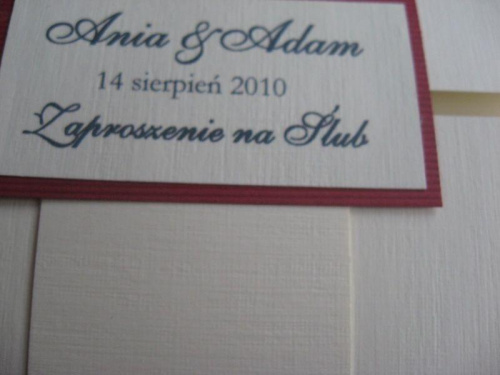 Ania & Adam
14 sierpień 2010
Zaproszenie na Ślub